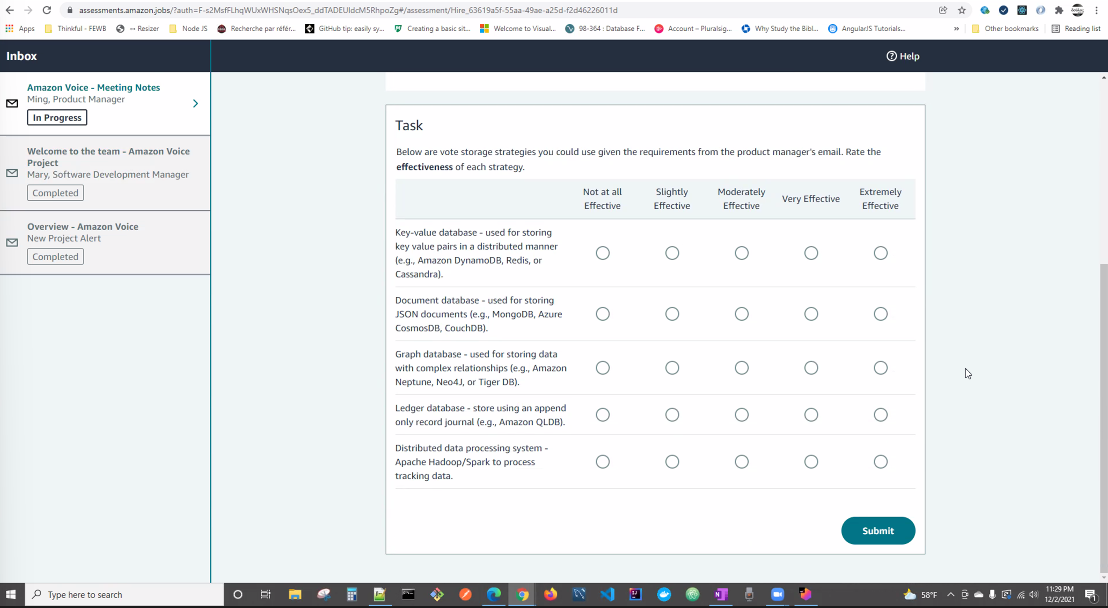 assessments.amazon.jobs/?auth=F-s2MsfFLhqWUxWHSNqsOex5_ddTADEUIdcM5RhpoZg#/assessment/Hire_63619a5f-55aa-49ae-a25d-f2d46226011d
Apps Thinkful - FEWB -- Resizer Node JS Recherche par référ... GitHub tip: easily sy... Creating a basic sit... Welcome to Visual... 98-364 : Database F... Account – Pluralsig... Why Study the Bibl... AngularJS Tutorials... » Other bookmarks Reading list
Inbox
? Help
Amazon Voice - Meeting Notes
Ming, Product Manager
In Progress
Welcome to the team - Amazon Voice
Project
Mary, Software Development Manager
Completed
Overview - Amazon Voice
New Project Alert
Completed
Task
Below are vote storage strategies you could use given the requirements from the product manager's email. Rate the
effectiveness of each strategy.
Not at all
Effective
Slightly
Effective
Moderately
Effective
Very Effective
Extremely
Effective
Key-value database - used for storing
key value pairs in a distributed manner
(e.g., Amazon DynamoDB, Redis, or
Cassandra).
Document database - used for storing
JSON documents (e.g., MongoDB, Azure
CosmosDB, CouchDB).
Graph database - used for storing data
with complex relationships (e.g., Amazon
Neptune, Neo4J, or Tiger DB).
Ledger database - store using an append
only record journal (e.g., Amazon QLDB).
Distributed data processing system -
Apache Hadoop/Spark to process
tracking data.
Submit
Type here to search
58°F
11:29 PM
12/2/2021